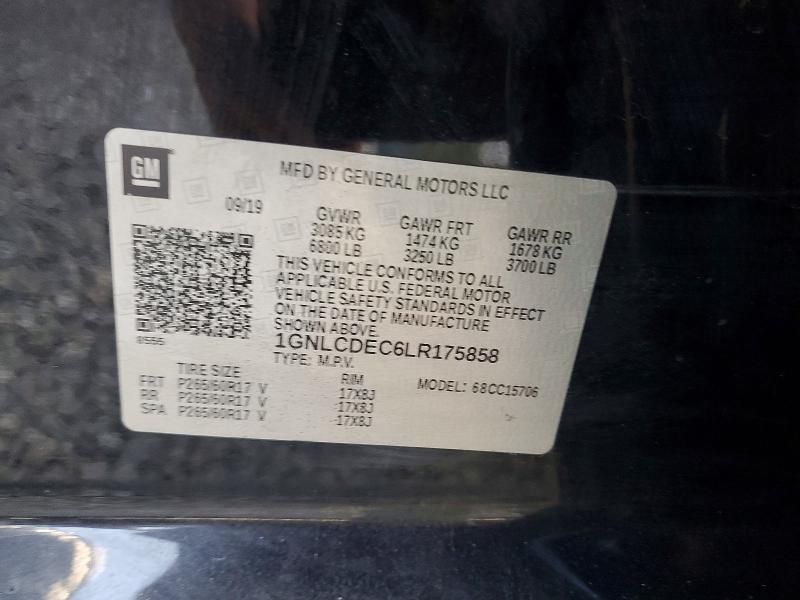 GM
MFD BY GENERAL MOTORS LLC
09/19
GVWR GAWR FRT GAWR RR
3085 KG 1474 KG 1678 KG
6800 LB 3250 LB 3700 LB
THIS VEHICLE CONFORMS TO ALL
APPLICABLE U.S. FEDERAL MOTOR
VEHICLE SAFETY STANDARDS IN EFFECT
ON THE DATE OF MANUFACTURE
SHOWN ABOVE.
1GNLCDEC6LR175858
TYPE: M.P.V.
MODEL: 68CC15706
TIRE SIZE RIM
FRT P265/60R17 V 17X8J
RR P265/60R17 V 17X8J
SPA P265/60R17 V 17X8J